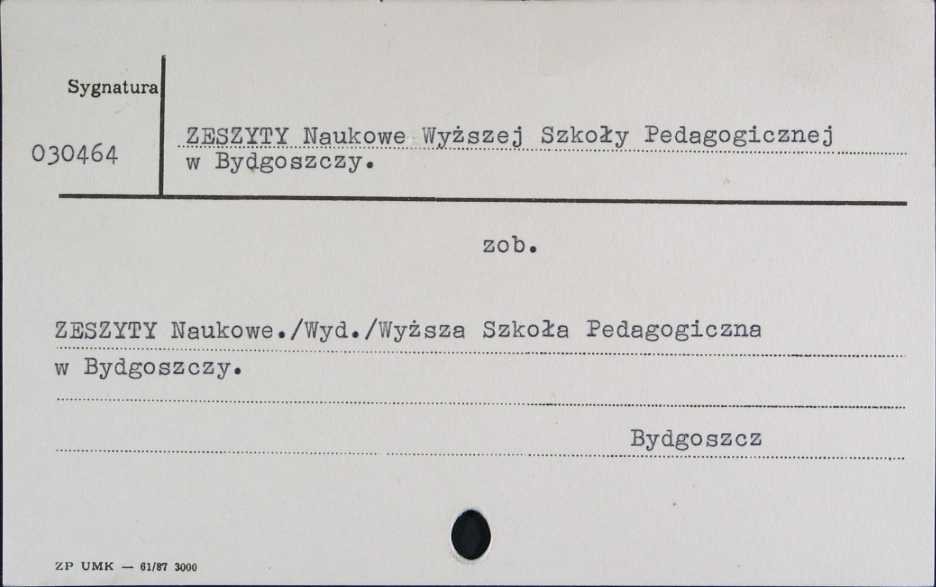 Sygnatura
030464
ZESZYTY Naukowe Wyższej Szkoły Pedagogicznej
w Bydgoszczy.
zob.
ZESZYTY Naukowe./Wyd./Wyższa Szkoła Pedagogiczna
w Bydgoszczy.
Bydgoszcz
ZP UMK — 61/87 3000